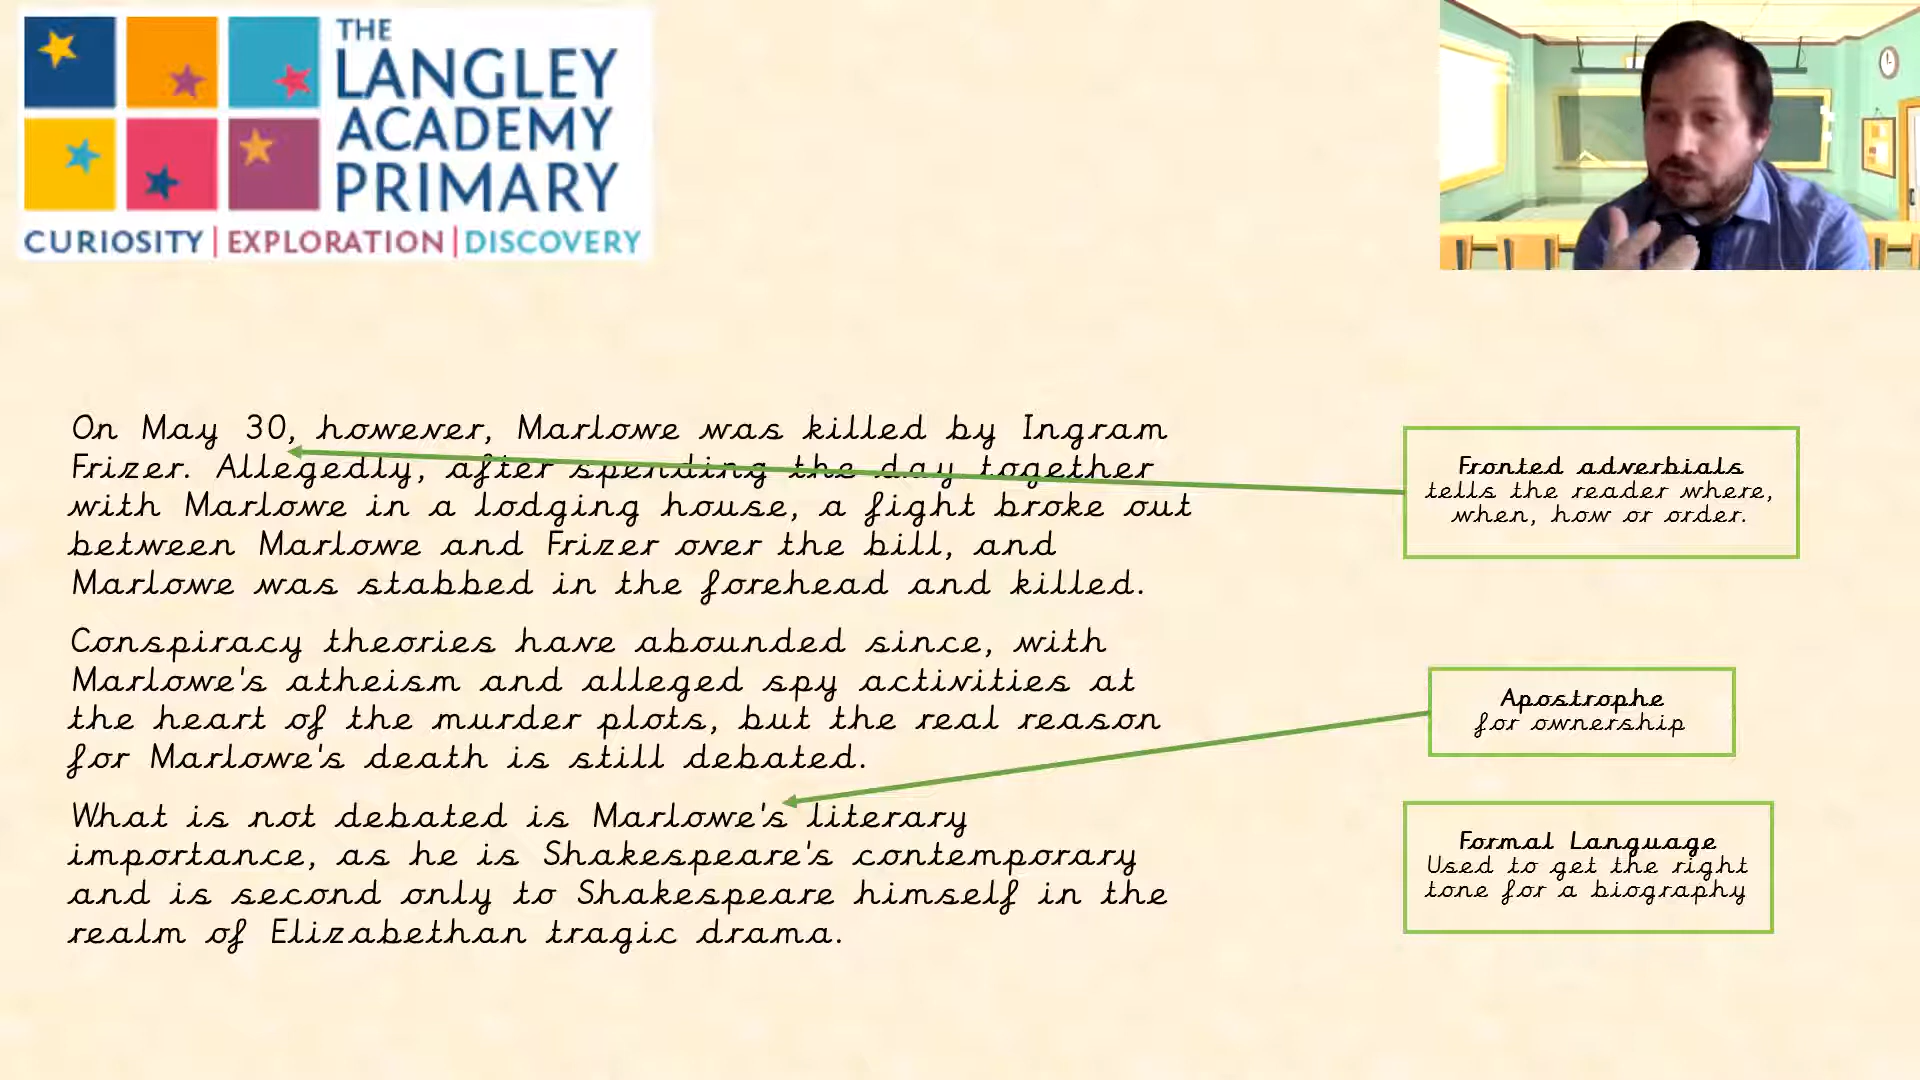 THE
LANGLEY
ACADEMY
PRIMARY
CURIOSITY | EXPLORATION | DISCOVERY
On May 30, however, Marlowe was killed by Ingram
Frizer. Allegedly, after spending the day together
with Marlowe in a lodging house, a fight broke out
between Marlowe and Frizer over the bill, and
Marlowe was stabbed in the forehead and killed.
Conspiracy theories have abounded since, with
Marlowe's atheism and alleged spy activities at
the heart of the murder plots, but the real reason
for Marlowe's death is still debated.
What is not debated is Marlowe's literary
importance, as he is Shakespeare's contemporary
and is second only to Shakespeare himself in the
realm of Elizabethan tragic drama.
Fronted adverbials
tells the reader where,
when, how or order.
Apostrophe
for ownership
Formal Language
Used to get the right
tone for a biography